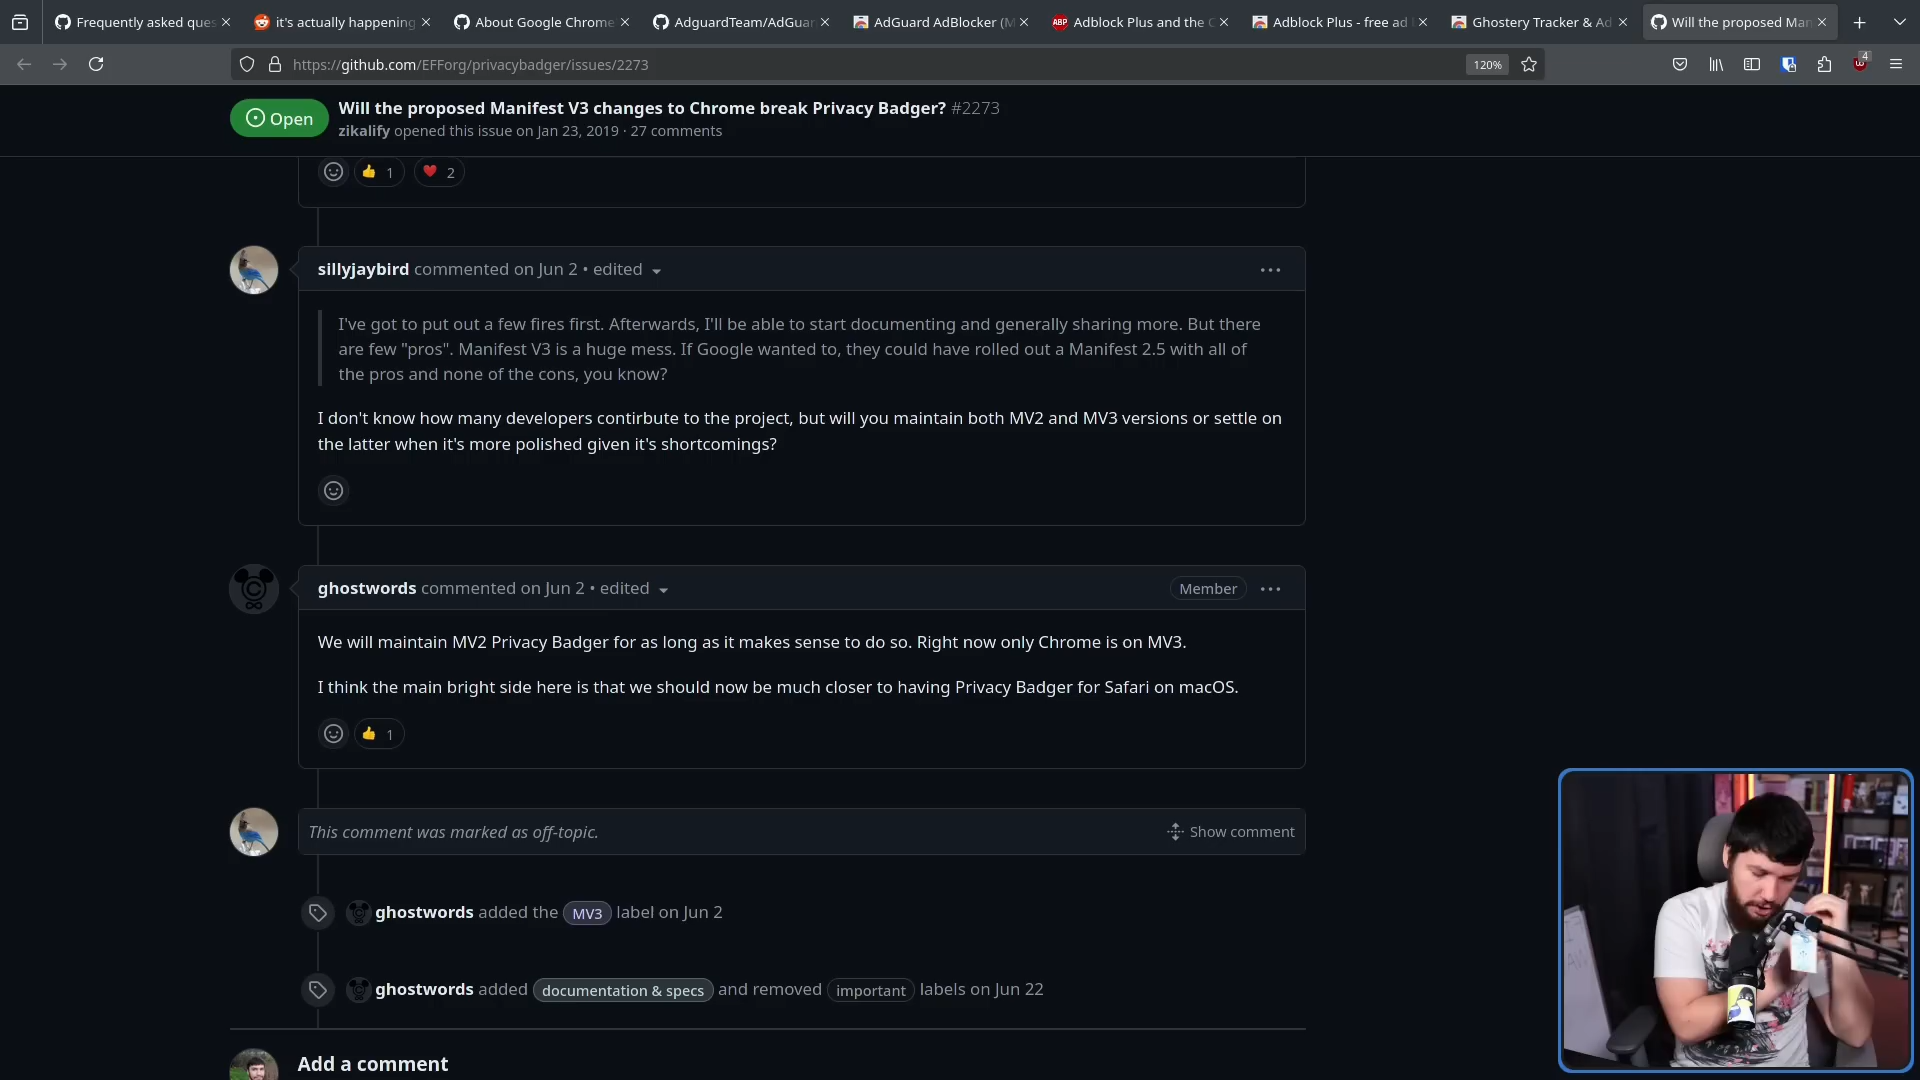 Frequently asked ques
it's actually happening
About Google Chrome
AdguardTeam/AdGua
AdGuard AdBlocker (M
Adblock Plus and the C
Adblock Plus - free ad
Ghostery Tracker & Ad
Will the proposed Man
https://github.com/EFForg/privacybadger/issues/2273
120%
4
Open
Will the proposed Manifest V3 changes to Chrome break Privacy Badger? #2273
zikalify opened this issue on Jan 23, 2019 · 27 comments
1
2
sillyjaybird commented on Jun 2 • edited
I've got to put out a few fires first. Afterwards, I'll be able to start documenting and generally sharing more. But there
are few "pros". Manifest V3 is a huge mess. If Google wanted to, they could have rolled out a Manifest 2.5 with all of
the pros and none of the cons, you know?
I don't know how many developers contirbute to the project, but will you maintain both MV2 and MV3 versions or settle on
the latter when it's more polished given it's shortcomings?
ghostwords commented on Jun 2 • edited
Member
We will maintain MV2 Privacy Badger for as long as it makes sense to do so. Right now only Chrome is on MV3.
I think the main bright side here is that we should now be much closer to having Privacy Badger for Safari on macOS.
1
This comment was marked as off-topic.
Show comment
ghostwords added the MV3 label on Jun 2
ghostwords added documentation & specs and removed important labels on Jun 22
Add a comment